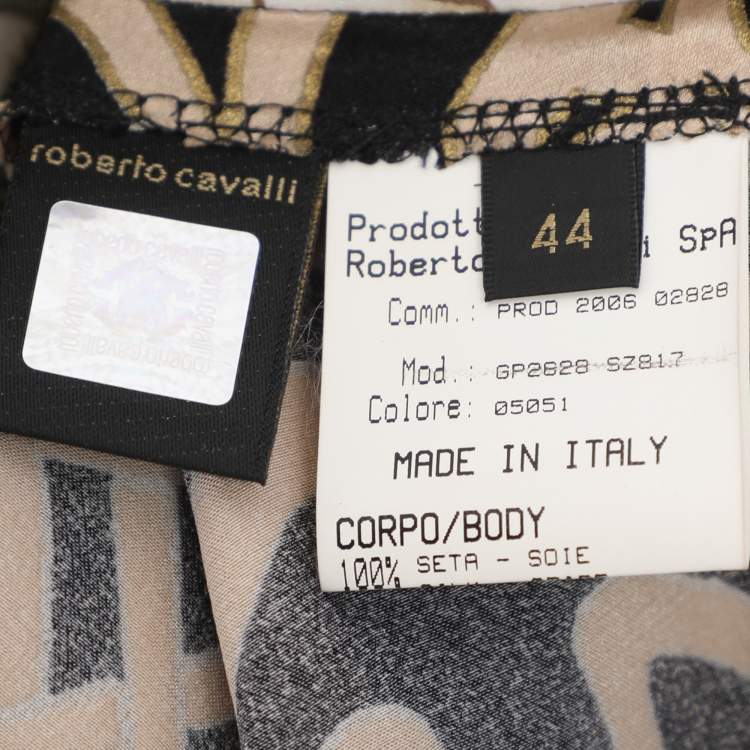 roberto cavalli
44
Prodott
Roberto i SpA
Comm.: PROD 2006 02828
Mod.: GP2828 SZ817
Colore: 05051
MADE IN ITALY
CORPO/BODY
100% SETA - SOIE